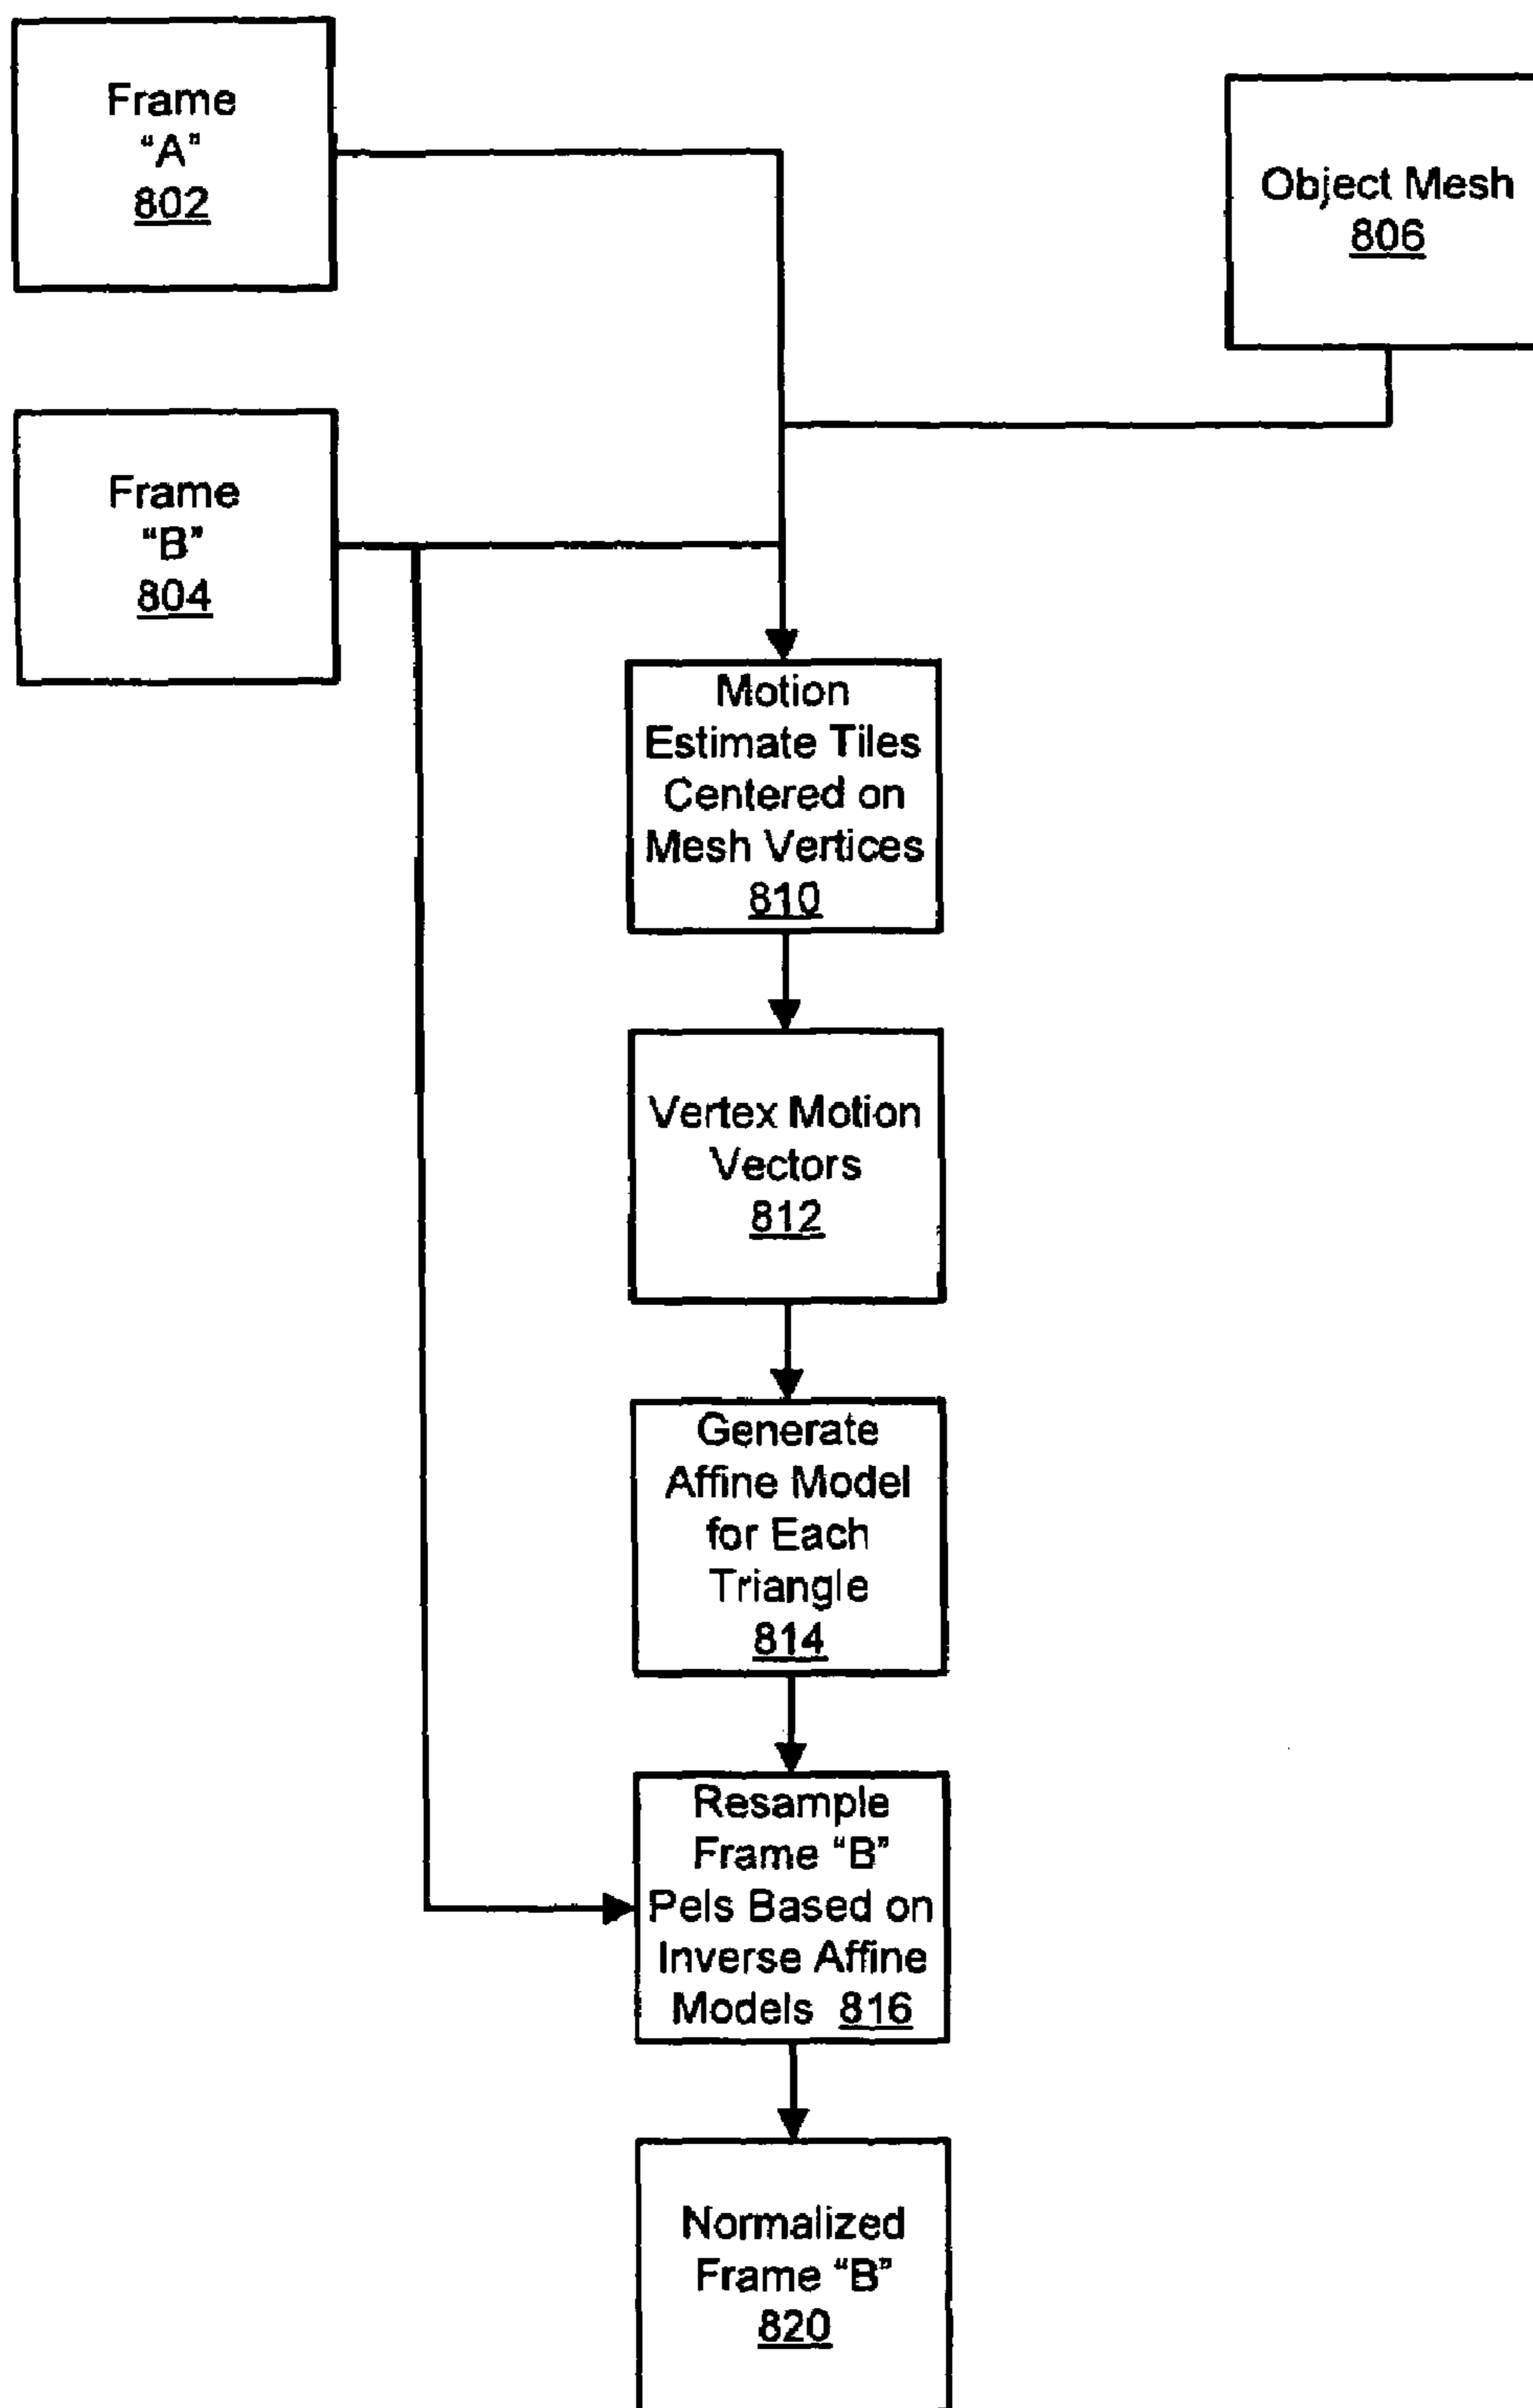 Frame
“A”
802
Object Mesh
806
Frame
“B”
804
Motion
Estimate Tiles
Centered on
Mesh Vertices
810
Vertex Motion
Vectors
812
Generate
Affine Model
for Each
Triangle
814
Resample
Frame “B”
Pels Based on
Inverse Affine
Models 816
Normalized
Frame “B”
820